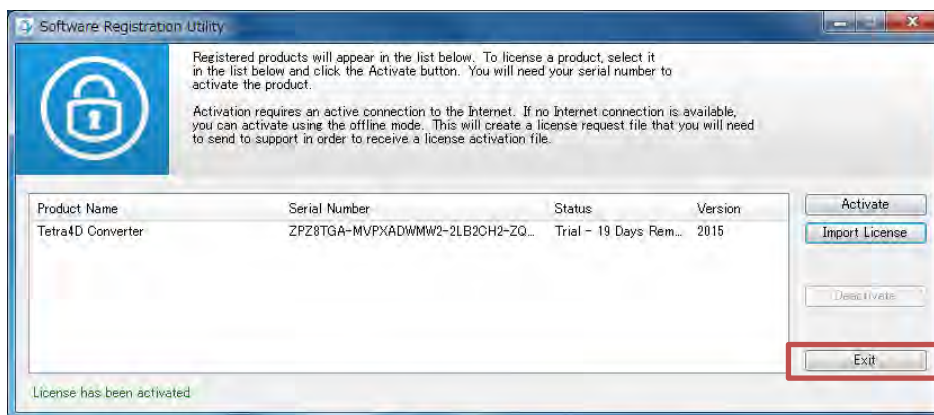 Software Registration Utility
Registered products will appear in the list below. To license a product, select it
in the list below and click the Activate button. You will need your serial number to
activate the product.
Activation requires an active connection to the Internet. If no Internet connection is available,
you can activate using the offline mode. This will create a license request file that you will need
to send to support in order to receive a license activation file.
Product Name Serial Number Status Version
Tetra4D Converter ZPZ8TGA-MVPXADWMW2-2LB2CH2-ZQ... Trial - 19 Days Rem... 2015
Activate
Import License
Deactivate
Exit
License has been activated